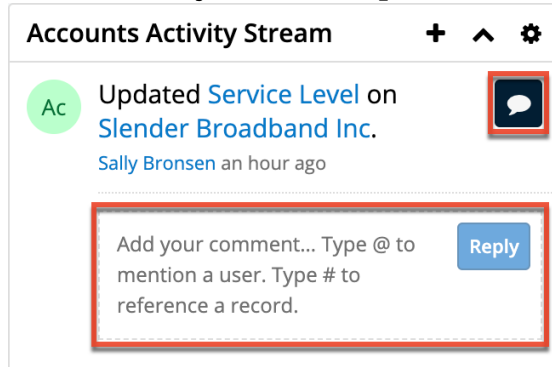 Accounts Activity Stream
Ac
Updated Service Level on
Slender Broadband Inc.
Sally Bronsen an hour ago
Add your comment... Type @ to
mention a user. Type # to
reference a record.
Reply